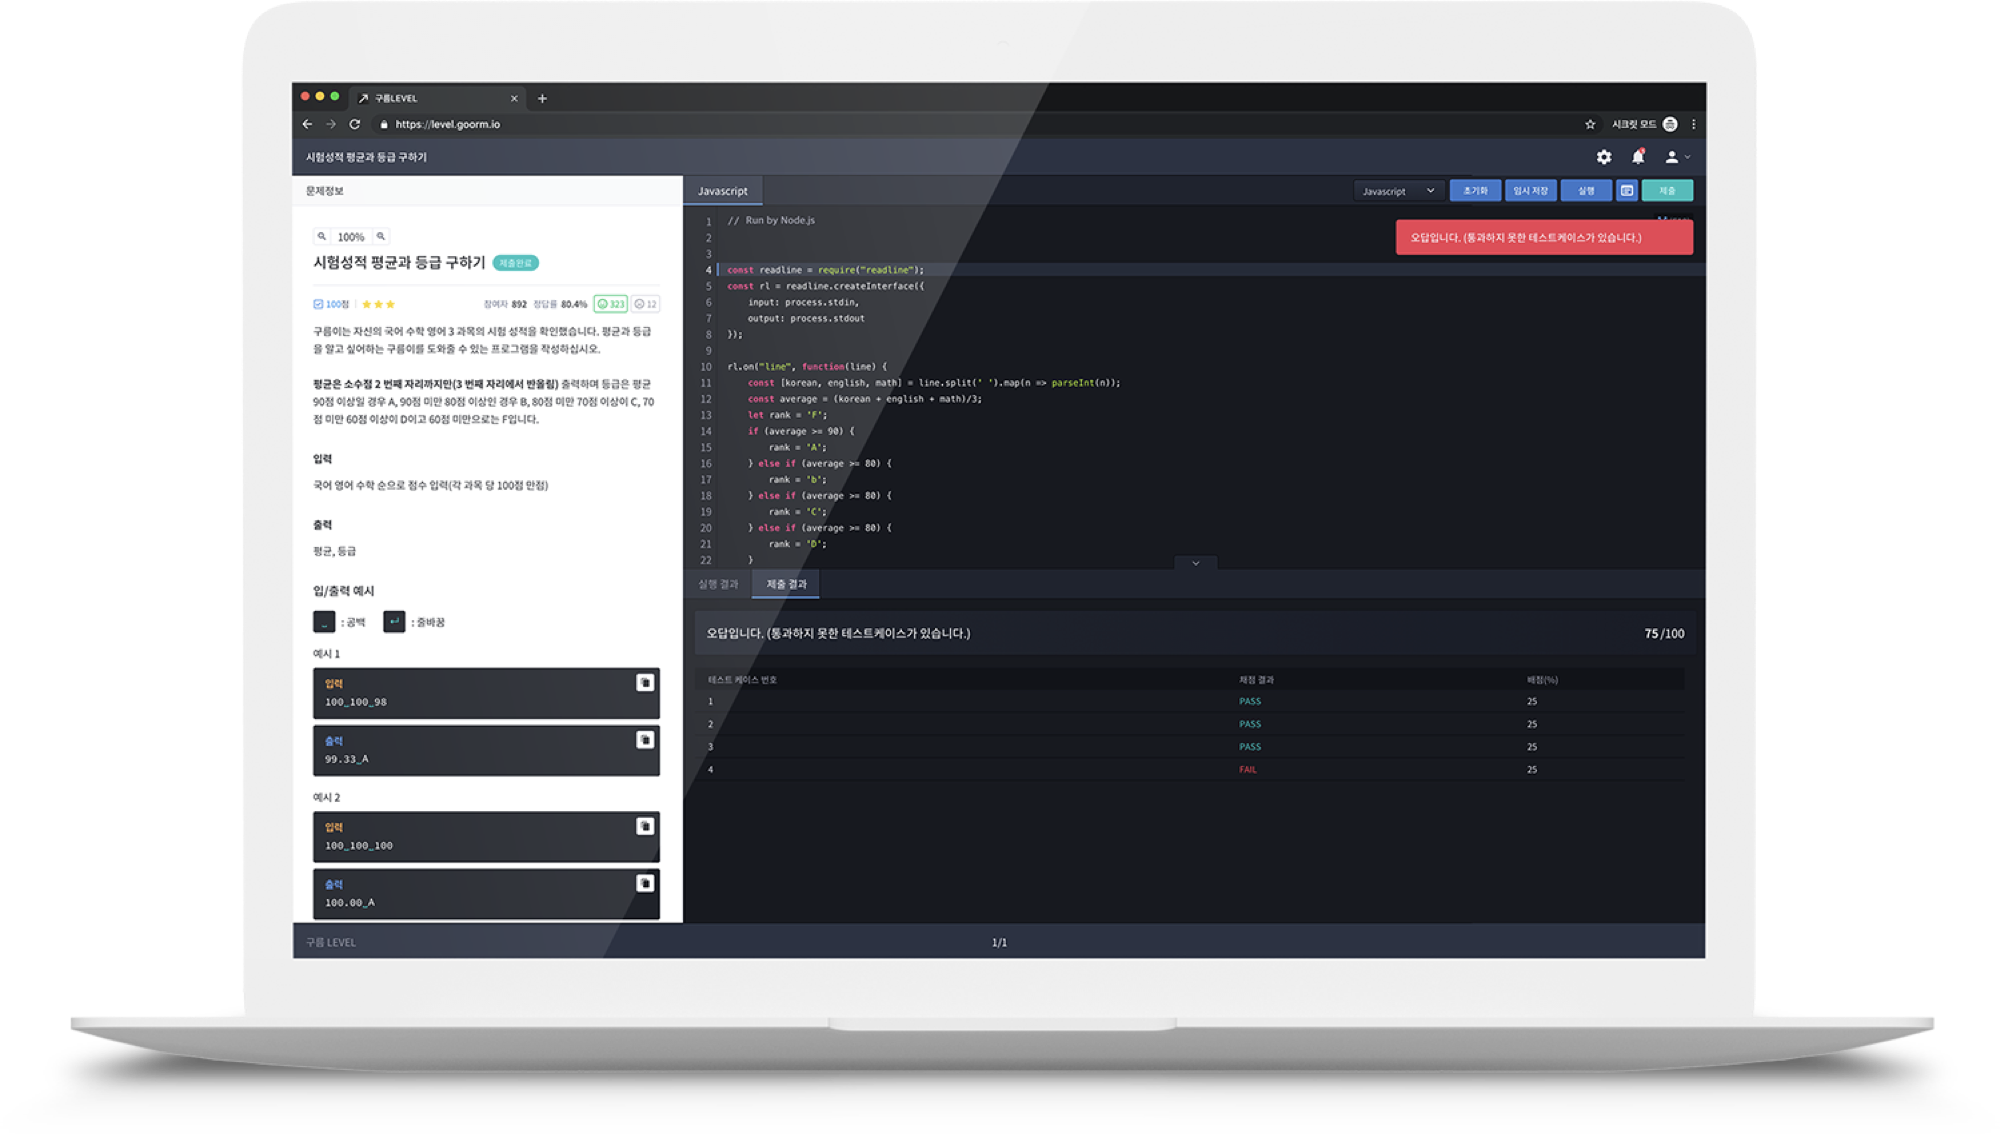 구름LEVEL
https://level.goorm.io
시크릿 모드
시험성적 평균과 등급 구하기
문제정보
100%
시험성적 평균과 등급 구하기 제출완료
100점
참여자 892 정답률 80.4% 323 12
구름이는 자신의 국어 수학 영어 3 과목의 시험 성적을 확인했습니다. 평균과 등급
을 알고 싶어하는 구름이를 도와줄 수 있는 프로그램을 작성하십시오.
평균은 소수점 2 번째 자리까지만(3 번째 자리에서 반올림) 출력하며 등급은 평균
90점 이상일 경우 A, 90점 미만 80점 이상인 경우 B, 80점 미만 70점 이상이 C, 70
점 미만 60점 이상이 D이고 60점 미만으로는 F입니다.
입력
국어 영어 수학 순으로 점수 입력(각 과목 당 100점 만점)
출력
평균, 등급
입/출력 예시
: 공백 : 줄바꿈
예시 1
입력
100_100_98
출력
99.33_A
예시 2
입력
100_100_100
출력
100.00_A
Javascript
Javascript 초기화 임시 저장 실행 제출
오답입니다. (통과하지 못한 테스트케이스가 있습니다.)
1 // Run by Node.js
2
3
4 const readline = require("readline");
5 const rl = readline.createInterface({
6 input: process.stdin,
7 output: process.stdout
8 });
9
10 rl.on("line", function(line) {
11 const [korean, english, math] = line.split(' ').map(n => parseInt(n));
12 const average = (korean + english + math)/3;
13 let rank = 'F';
14 if (average >= 90) {
15 rank = 'A';
16 } else if (average >= 80) {
17 rank = 'b';
18 } else if (average >= 80) {
19 rank = 'C';
20 } else if (average >= 80) {
21 rank = 'D';
22 }
실행 결과 제출 결과
오답입니다. (통과하지 못한 테스트케이스가 있습니다.) 75/100
테스트 케이스 번호 채점 결과 배점(%)
1 PASS 25
2 PASS 25
3 PASS 25
4 FAIL 25
구름 LEVEL 1/1